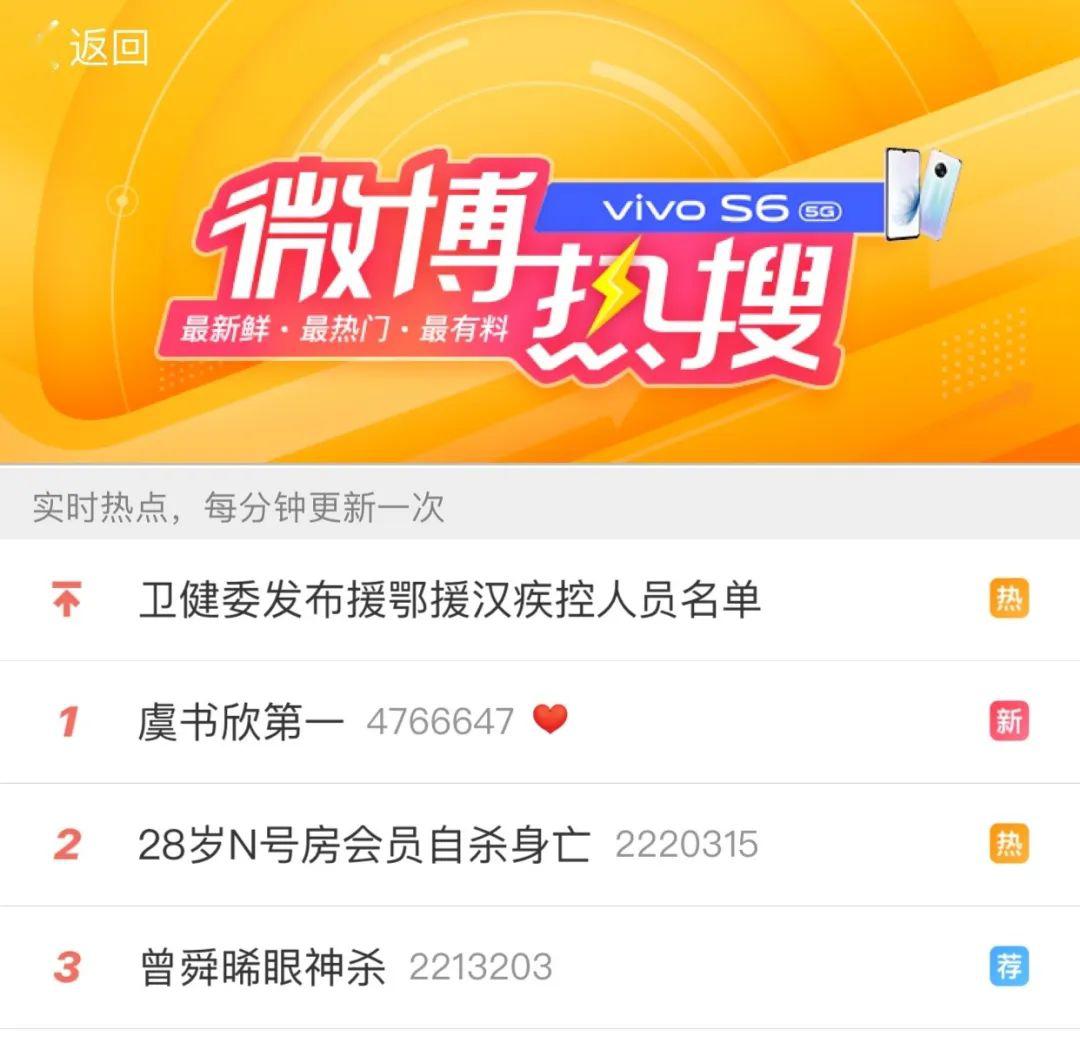 返回
微博
vivo S6 5G
热搜
最新鲜·最热门·最有料
实时热点，每分钟更新一次
卫健委发布援鄂援汉疾控人员名单 热
1 虞书欣第一 4766647 ❤️ 新
2 28岁N号房会员自杀身亡 2220315 热
3 曾舜晞眼神杀 2213203 荐